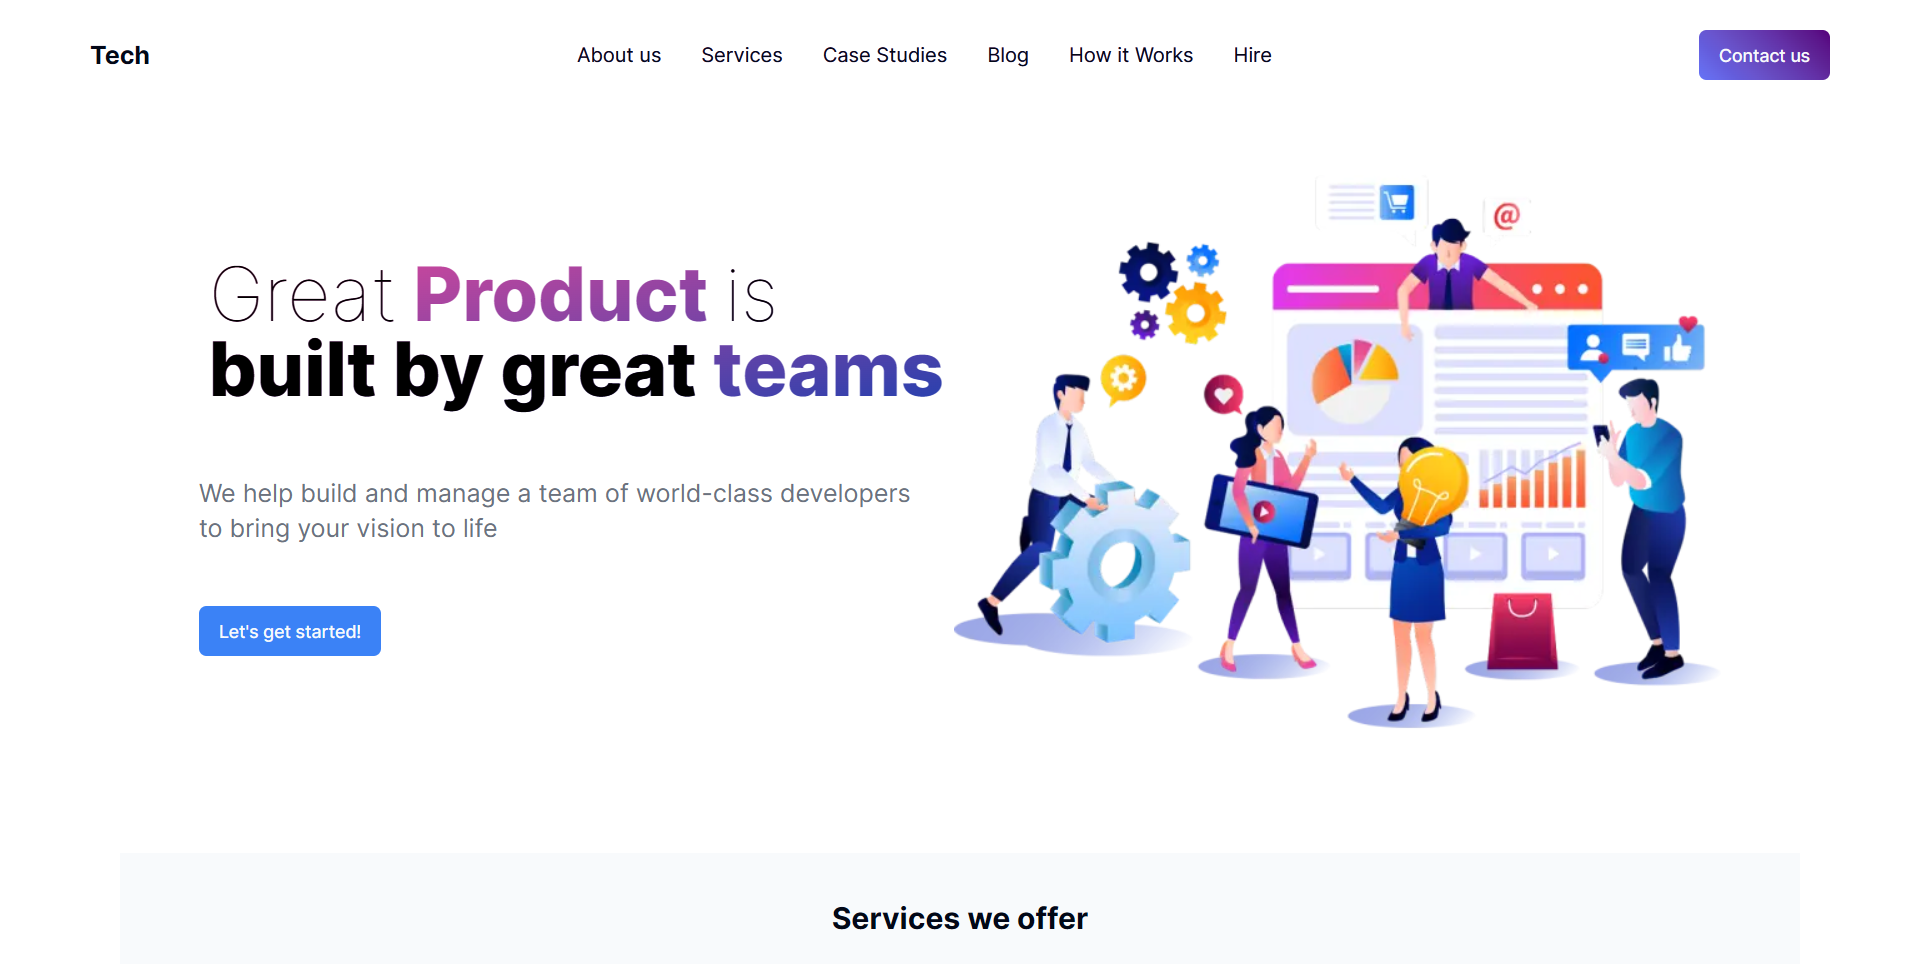 Tech
About us Services Case Studies Blog How it Works Hire
Contact us
@
Great Product is
built by great teams
We help build and manage a team of world-class developers
to bring your vision to life
Let's get started!
Services we offer